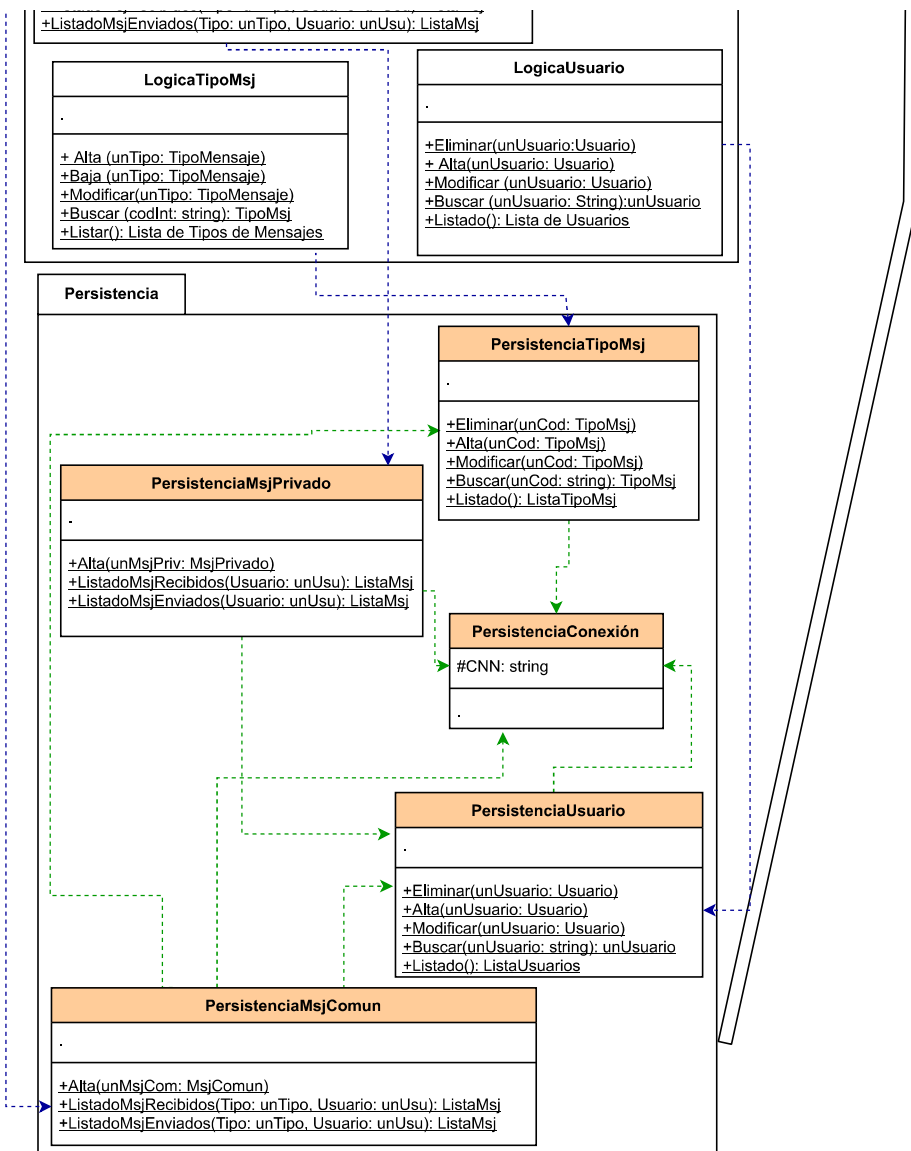 +ListadoMsjEnviados(Tipo: unTipo, Usuario: unUsu): ListaMsj
LogicaTipoMsj
.
+ Alta (unTipo: TipoMensaje)
+Baja (unTipo: TipoMensaje)
+Modificar(unTipo: TipoMensaje)
+Buscar (codInt: string): TipoMsj
+Listar(): Lista de Tipos de Mensajes
LogicaUsuario
.
+Eliminar(unUsuario:Usuario)
+ Alta(unUsuario: Usuario)
+Modificar (unUsuario: Usuario)
+Buscar (unUsuario: String):unUsuario
+Listado(): Lista de Usuarios
Persistencia
PersistenciaTipoMsj
.
+Eliminar(unCod: TipoMsj)
+Alta(unCod: TipoMsj)
+Modificar(unCod: TipoMsj)
+Buscar(unCod: string): TipoMsj
+Listado(): ListaTipoMsj
PersistenciaMsjPrivado
.
+Alta(unMsjPriv: MsjPrivado)
+ListadoMsjRecibidos(Usuario: unUsu): ListaMsj
+ListadoMsjEnviados(Usuario: unUsu): ListaMsj
PersistenciaConexión
#CNN: string
.
PersistenciaUsuario
.
+Eliminar(unUsuario: Usuario)
+Alta(unUsuario: Usuario)
+Modificar(unUsuario: Usuario)
+Buscar(unUsuario: string): unUsuario
+Listado(): ListaUsuarios
PersistenciaMsjComun
.
+Alta(unMsjCom: MsjComun)
+ListadoMsjRecibidos(Tipo: unTipo, Usuario: unUsu): ListaMsj
+ListadoMsjEnviados(Tipo: unTipo, Usuario: unUsu): ListaMsj